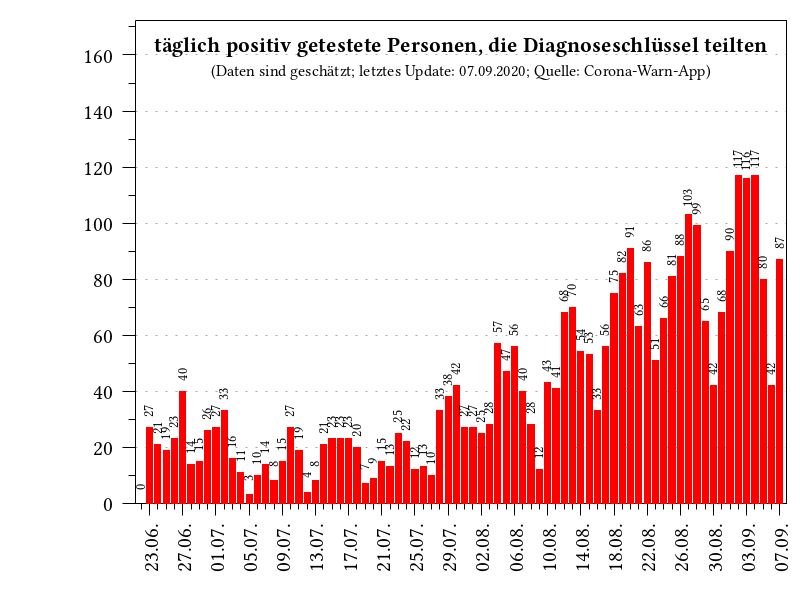 täglich positiv getestete Personen, die Diagnoseschlüssel teilten
(Daten sind geschätzt; letztes Update: 07.09.2020; Quelle: Corona-Warn-App)
160
140
120
100
80
60
40
20
0
0 27 21 19 23 40 14 15 26 27 33 16 11 3 10 14 8 15 27 19 4 8 21 23 23 23 20 7 9 15 13 25 22 12 13 10 33 38 42 27 27 25 28 57 47 56 40 28 12 43 41 68 70 54 53 33 56 75 82 91 63 86 51 66 81 88 103 99 65 42 68 90 117 116 117 80 42 87
23.06. 27.06. 01.07. 05.07. 09.07. 13.07. 17.07. 21.07. 25.07. 29.07. 02.08. 06.08. 10.08. 14.08. 18.08. 22.08. 26.08. 30.08. 03.09. 07.09.